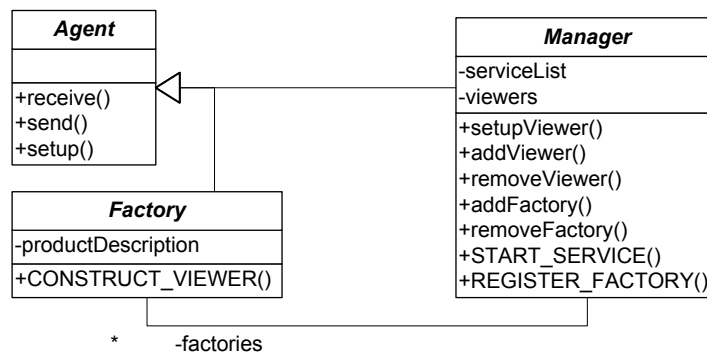 Agent
+receive()
+send()
+setup()
Manager
-serviceList
-viewers
+setupViewer()
+addViewer()
+removeViewer()
+addFactory()
+removeFactory()
+START_SERVICE()
+REGISTER_FACTORY()
Factory
-productDescription
+CONSTRUCT_VIEWER()
* -factories